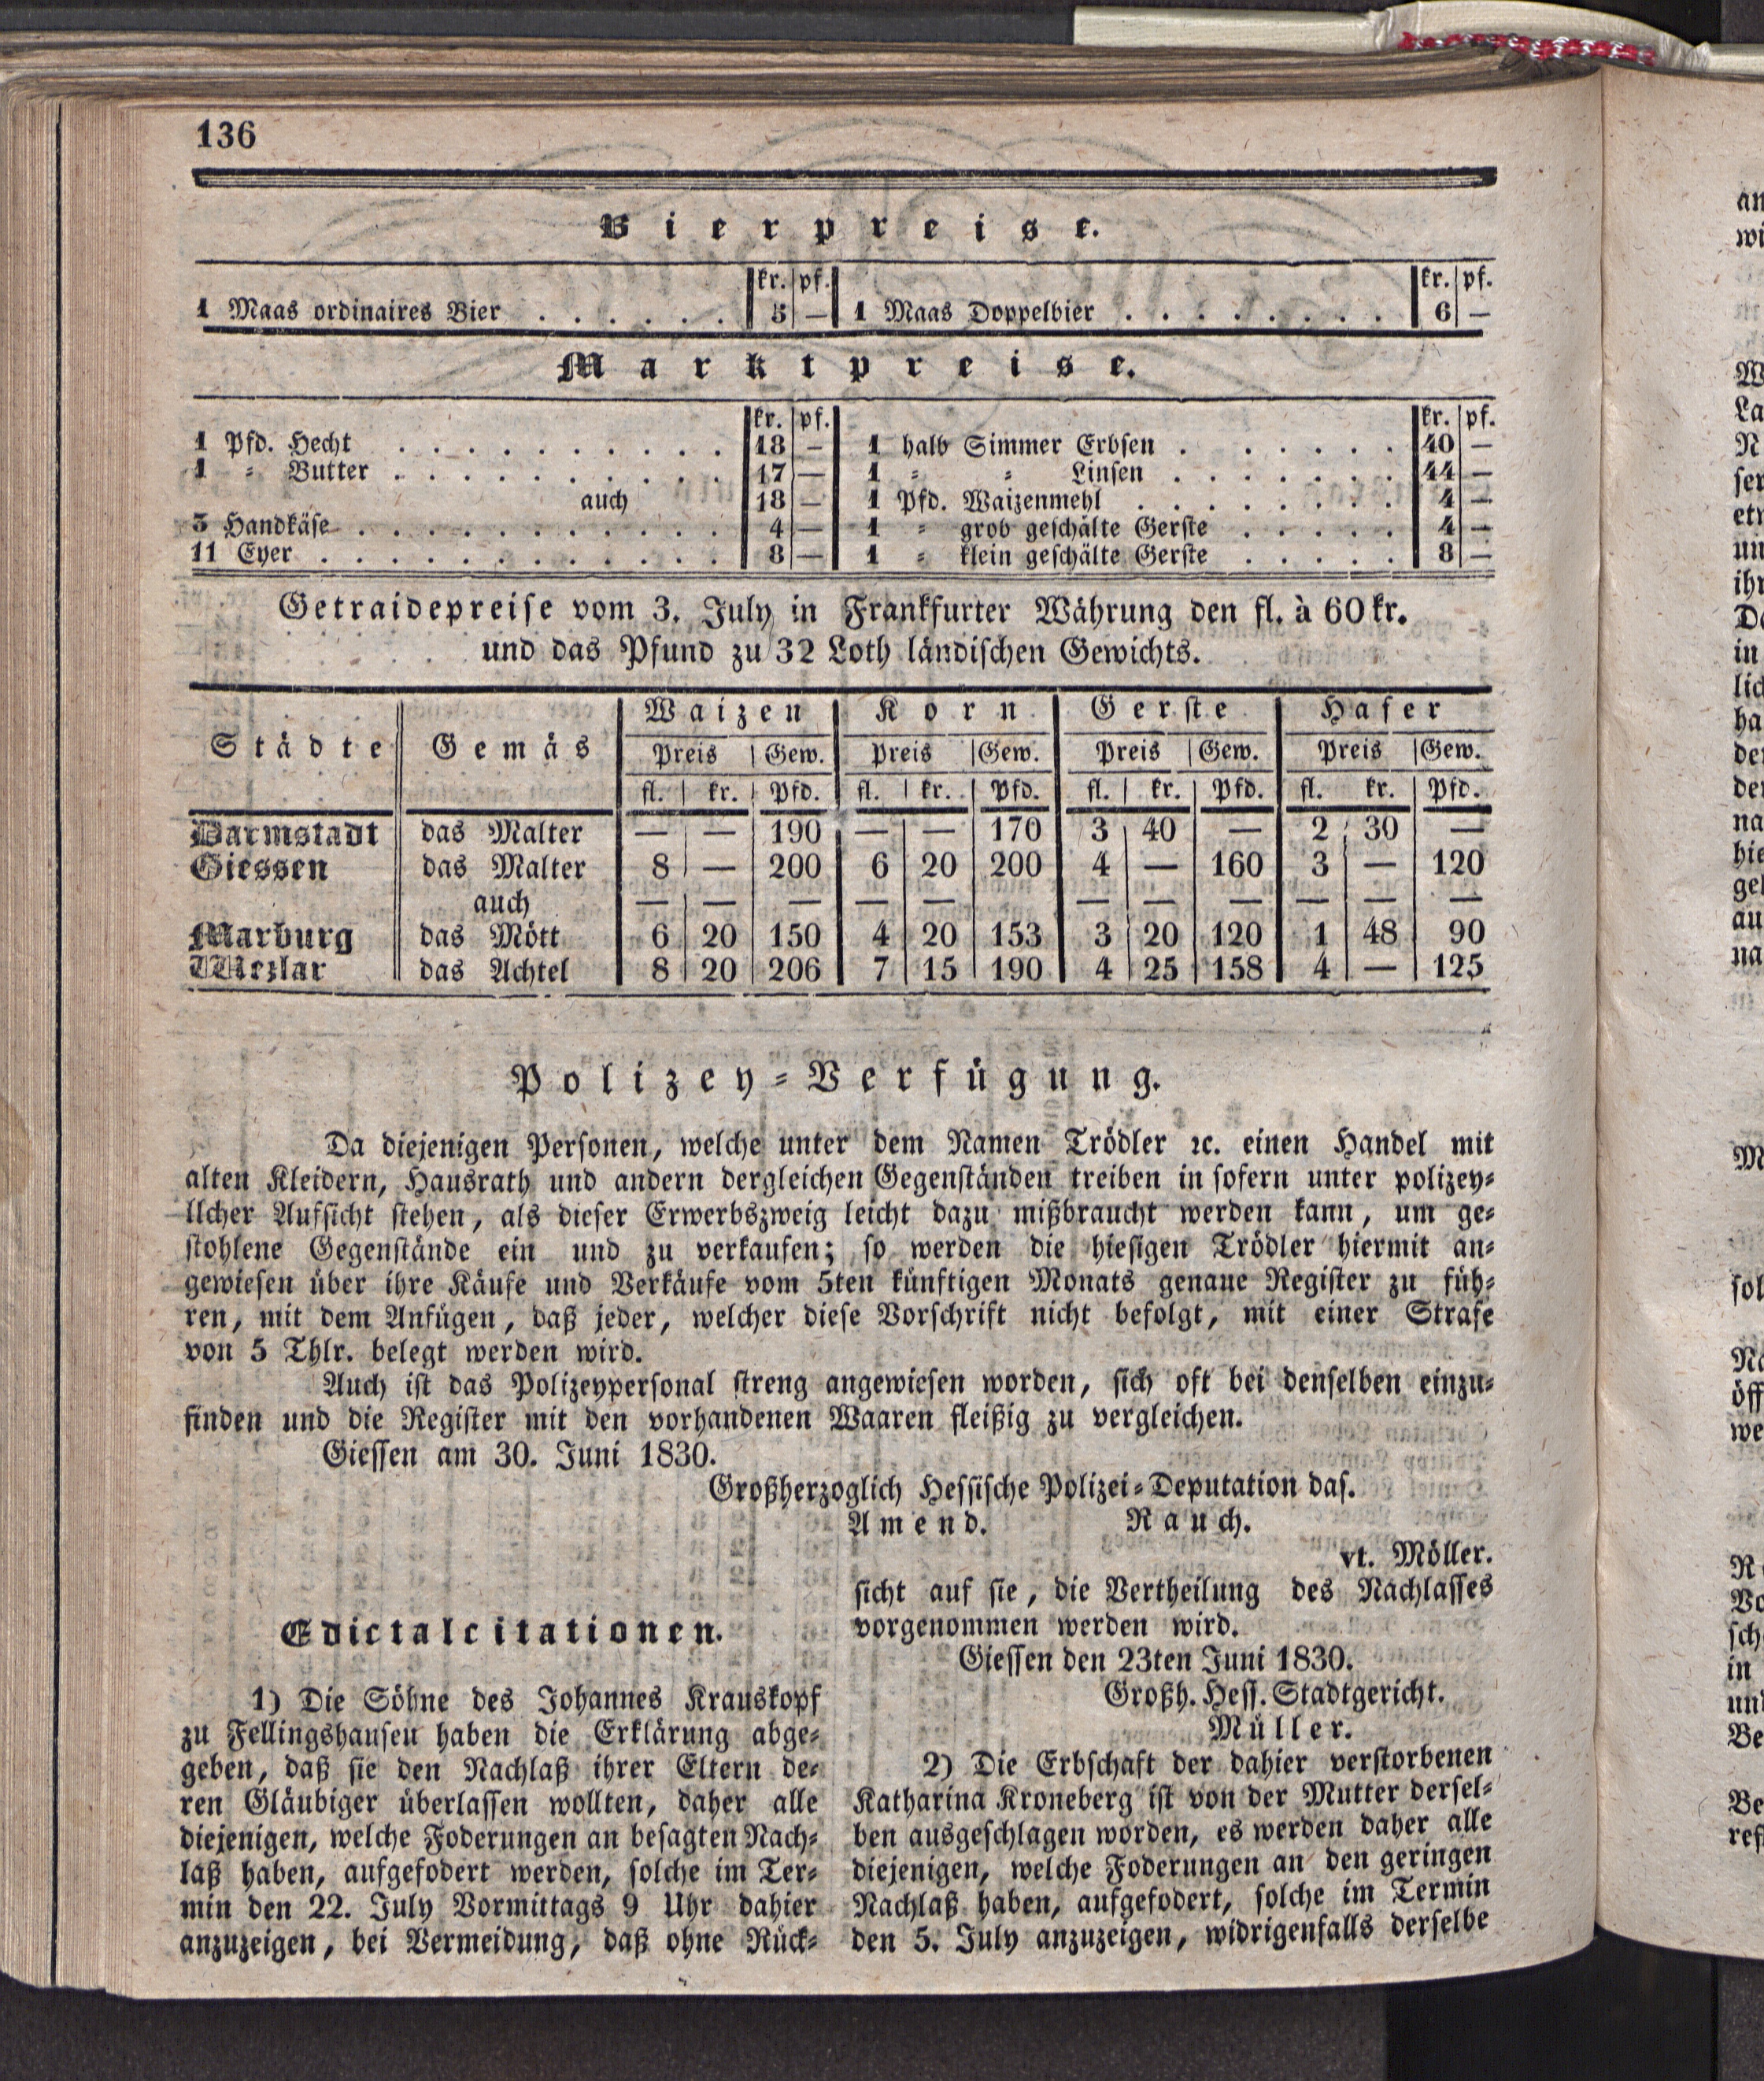 136
Bierpreise.
kr. pf. kr. pf.
1 Maas ordinaires Bier . . . . . . 5 — 1 Maas Doppelbier . . . . . . . . 6 —
Marktpreise.
kr. pf. kr. pf.
1 Pfd. Hecht . . . . . . . . . . 18 — 1 halb Simmer Erbsen . . . . . . 40 —
1 = Butter . . . . . . . . . . 17 — 1 = = Linsen . . . . . . 44 —
auch 18 — 1 Pfd. Waizenmehl . . . . . . . . 4 —
3 Handkäse . . . . . . . . . . . . 4 — 1 = grob geschälte Gerste . . . . . 4 —
11 Eyer . . . . . . . . . . . . . 8 — 1 = klein geschälte Gerste . . . . . 8 —
Getraidepreise vom 3. July in Frankfurter Währung den fl. à 60 kr.
und das Pfund zu 32 Loth ländischen Gewichts.
Städte Gemäs Waizen Korn Gerste Hafer
Preis Gew. Preis Gew. Preis Gew. Preis Gew.
fl. kr. Pfd. fl. kr. Pfd. fl. kr. Pfd. fl. kr. Pfd.
Darmstadt das Malter — — 190 — — 170 3 40 — 2 30 —
Giessen das Malter 8 — 200 6 20 200 4 — 160 3 — 120
auch — — — — — — — — — — —
Marburg das Mött 6 20 150 4 20 153 3 20 120 1 48 90
Wezlar das Achtel 8 20 206 7 15 190 4 25 158 4 — 125
Polizey=Verfügung.
Da diejenigen Personen, welche unter dem Namen Trödler ꝛc. einen Handel mit
alten Kleidern, Hausrath und andern dergleichen Gegenständen treiben in sofern unter polizey=
licher Aufsicht stehen, als dieser Erwerbszweig leicht dazu mißbraucht werden kann, um ge=
stohlene Gegenstände ein und zu verkaufen; so werden die hiesigen Trödler hiermit an=
gewiesen über ihre Käufe und Verkäufe vom 5ten künftigen Monats genaue Register zu füh=
ren, mit dem Anfügen, daß jeder, welcher diese Vorschrift nicht befolgt, mit einer Strafe
von 5 Thlr. belegt werden wird.
Auch ist das Polizeypersonal streng angewiesen worden, sich oft bei denselben einzu=
finden und die Register mit den vorhandenen Waaren fleißig zu vergleichen.
Giessen am 30. Juni 1830.
Großherzoglich Hessische Polizei=Deputation das.
Amend. Rauch.
vt. Möller.
Edictalcitationen.
1) Die Söhne des Johannes Krauskopf
zu Fellingshausen haben die Erklärung abge=
geben, daß sie den Nachlaß ihrer Eltern de=
ren Gläubiger überlassen wollten, daher alle
diejenigen, welche Foderungen an besagten Nach=
laß haben, aufgefodert werden, solche im Ter=
min den 22. July Vormittags 9 Uhr dahier
anzuzeigen, bei Vermeidung, daß ohne Rück=
sicht auf sie, die Vertheilung des Nachlasses
vorgenommen werden wird.
Giessen den 23ten Juni 1830.
Großh. Hess. Stadtgericht.
Müller.
2) Die Erbschaft der dahier verstorbenen
Katharina Kroneberg ist von der Mutter dersel=
ben ausgeschlagen worden, es werden daher alle
diejenigen, welche Foderungen an den geringen
Nachlaß haben, aufgefodert, solche im Termin
den 5. July anzuzeigen, widrigenfalls derselbe